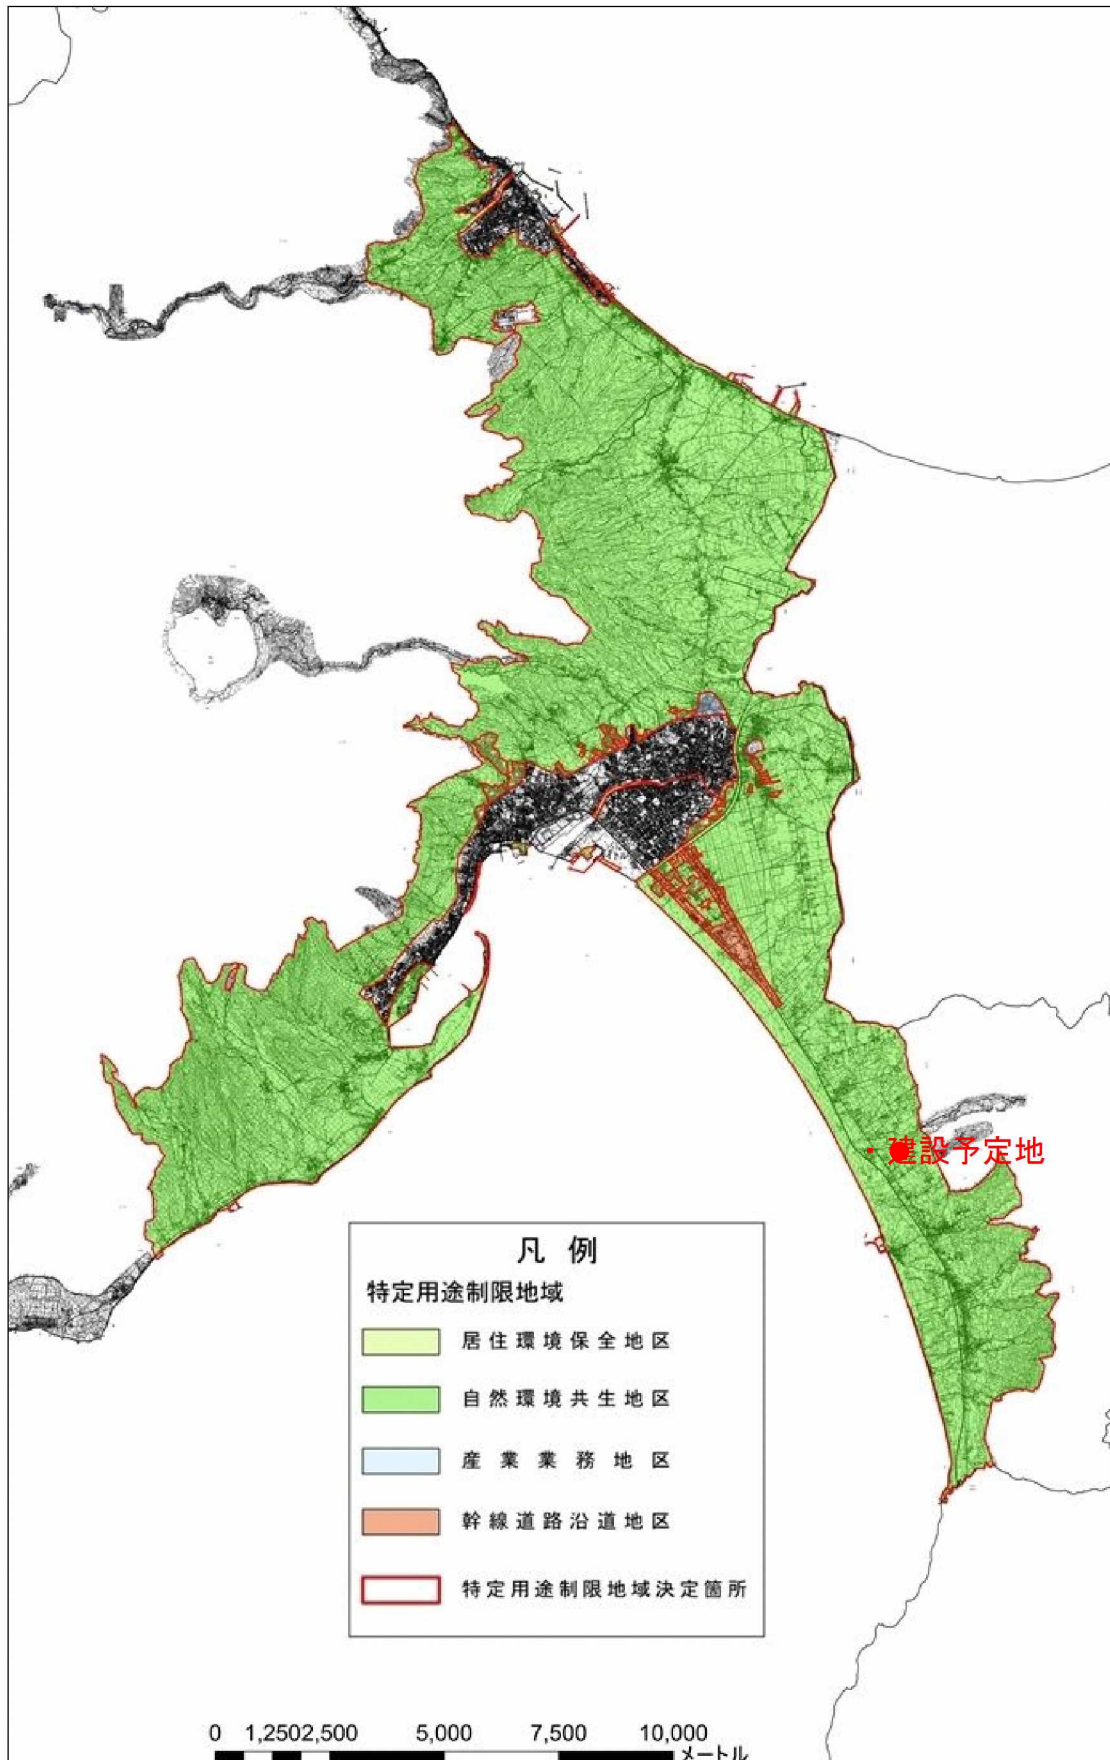 建設予定地
凡例
特定用途制限地域
居住環境保全地区
自然環境共生地区
産業業務地区
幹線道路沿道地区
特定用途制限地域決定箇所
0 1,250 2,500 5,000 7,500 10,000
メートル